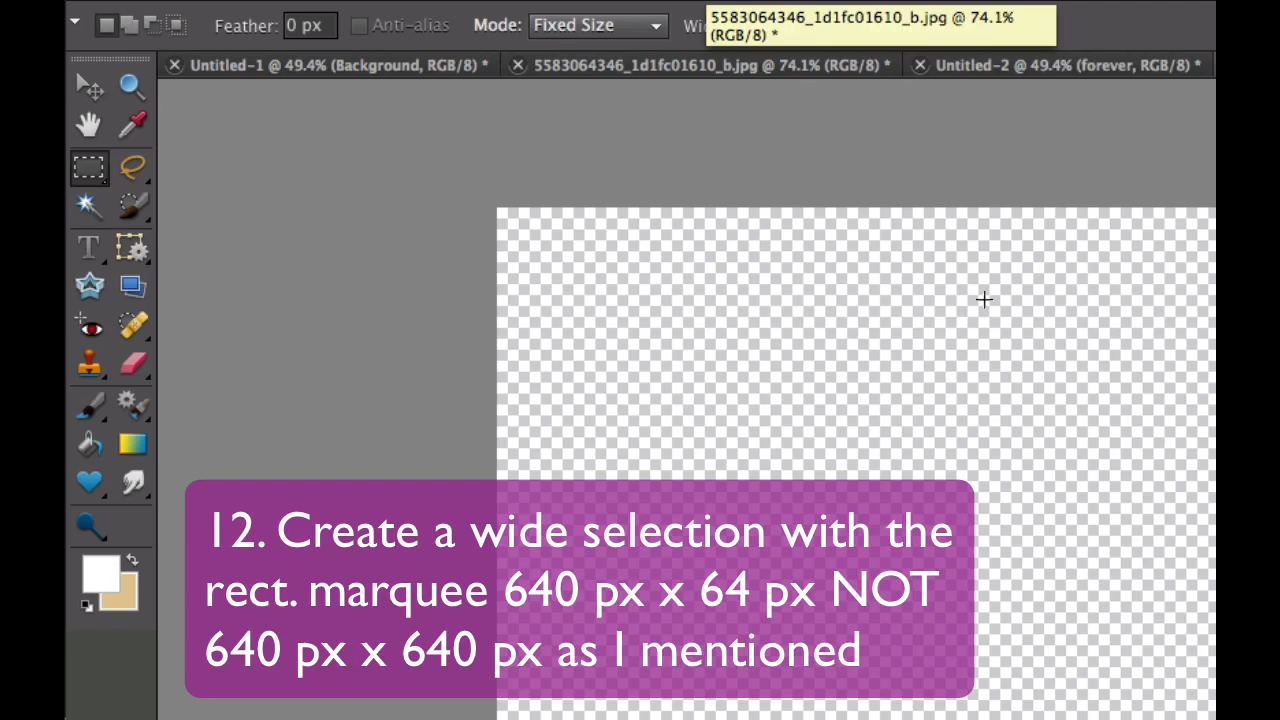 Feather: 0 px Anti-alias Mode: Fixed Size Wi
5583064346_1d1fc01610_b.jpg @ 74.1%
(RGB/8) *
Untitled-1 @ 49.4% (Background, RGB/8) * 5583064346_1d1fc01610_b.jpg @ 74.1% (RGB/8) * Untitled-2 @ 49.4% (forever, RGB/8) *
T
12. Create a wide selection with the
rect. marquee 640 px x 64 px NOT
640 px x 640 px as I mentioned